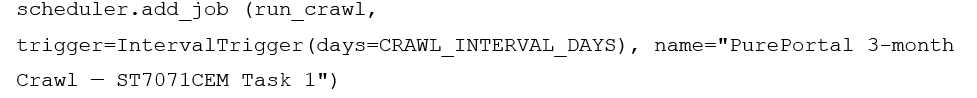 scheduler.add_job (run_crawl,
trigger=IntervalTrigger(days=CRAWL_INTERVAL_DAYS), name="PurePortal 3-month
Crawl — ST7071CEM Task 1")